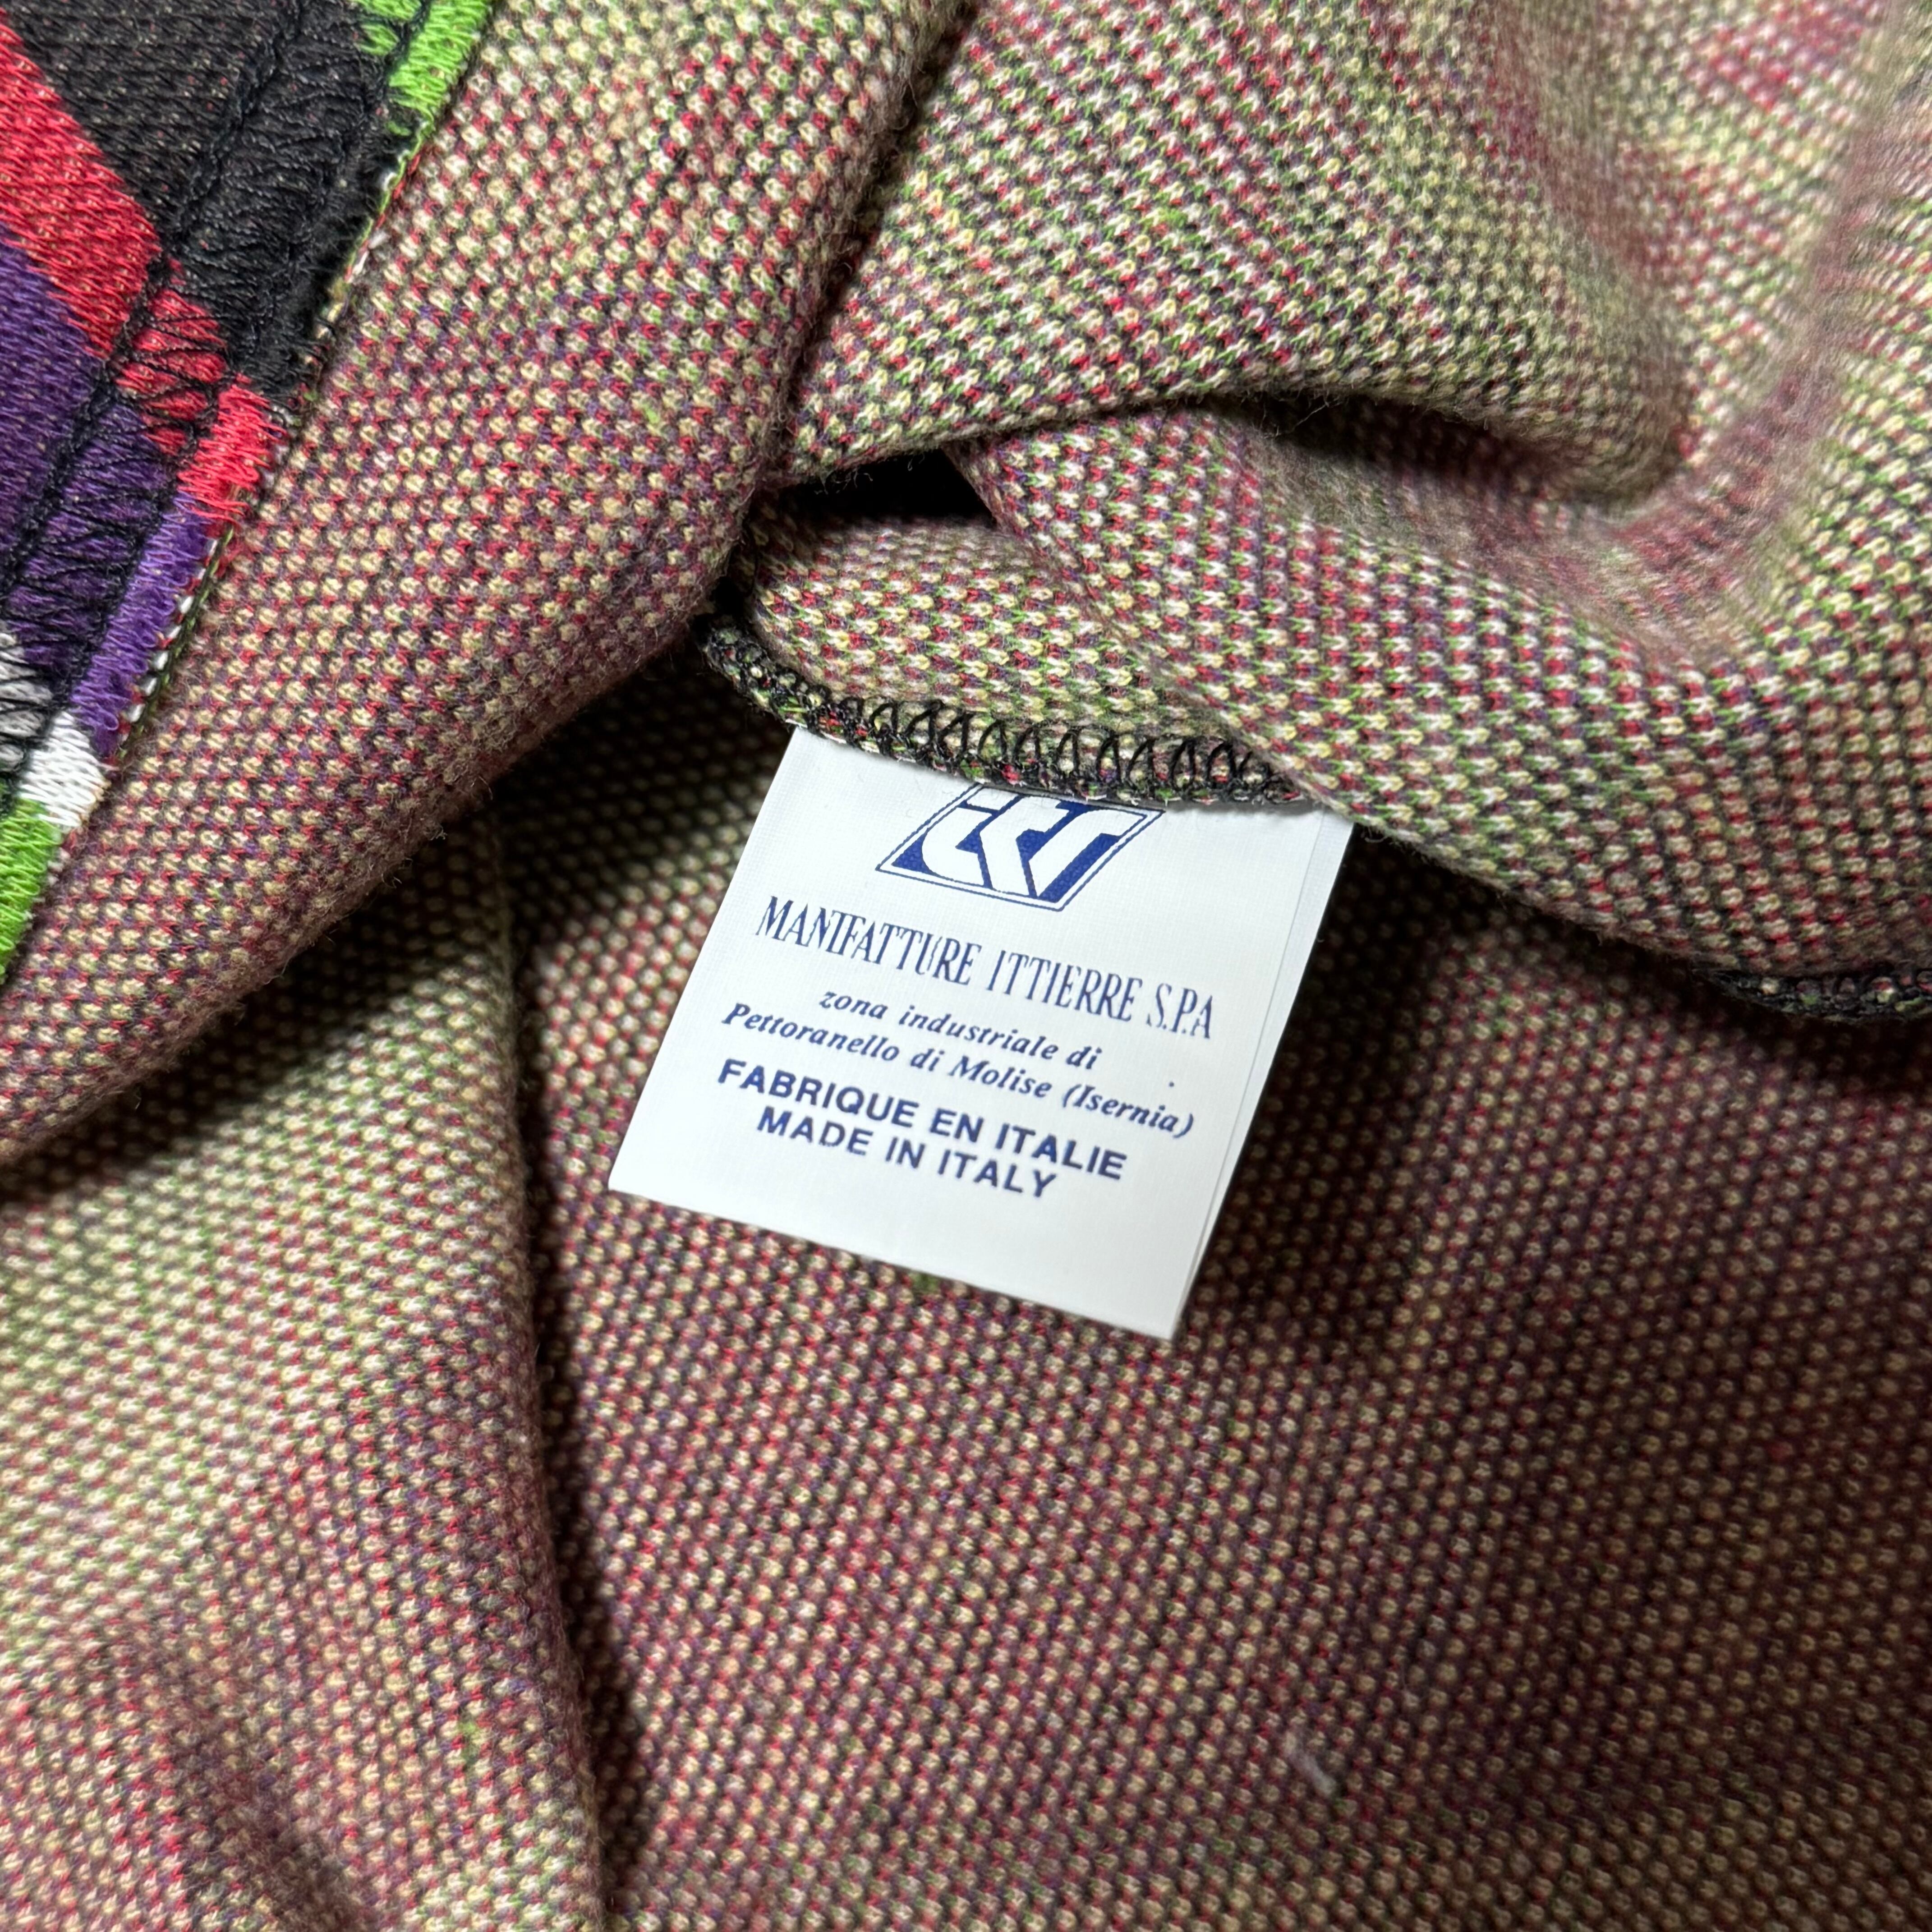 MANIFATTURE ITTIERRE S.P.A
zona industriale di
Pettoranello di Molise (Isernia)
FABRIQUE EN ITALIE
MADE IN ITALY